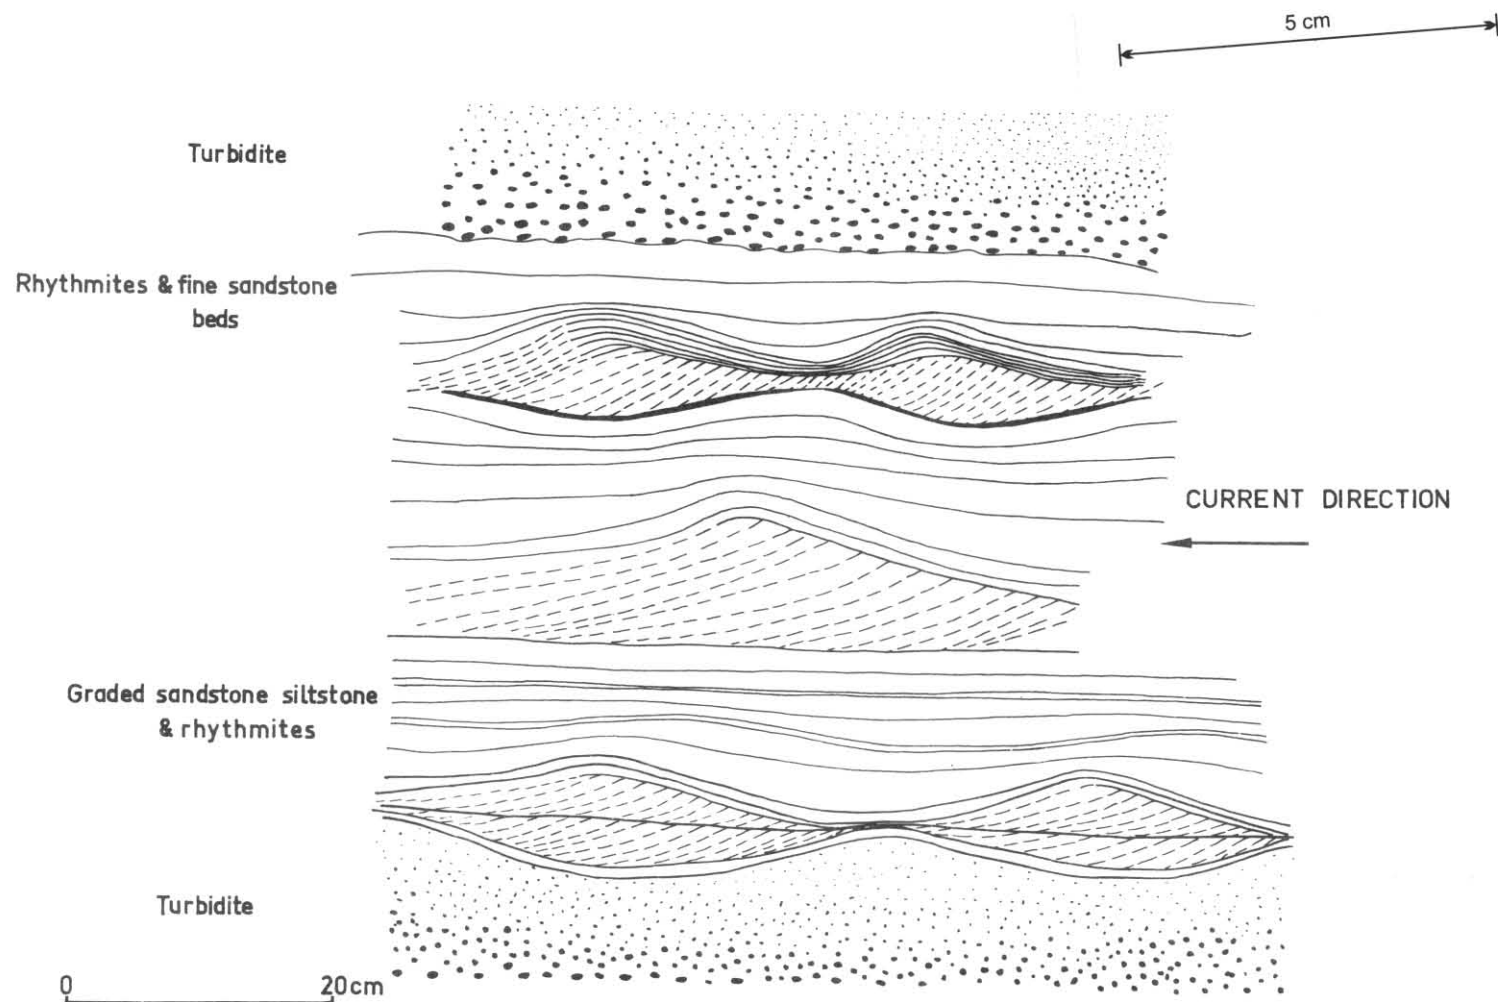 5 cm
Turbidite
Rhythmites & fine sandstone
beds
CURRENT DIRECTION
Graded sandstone siltstone
& rhythmites
Turbidite
0 20cm